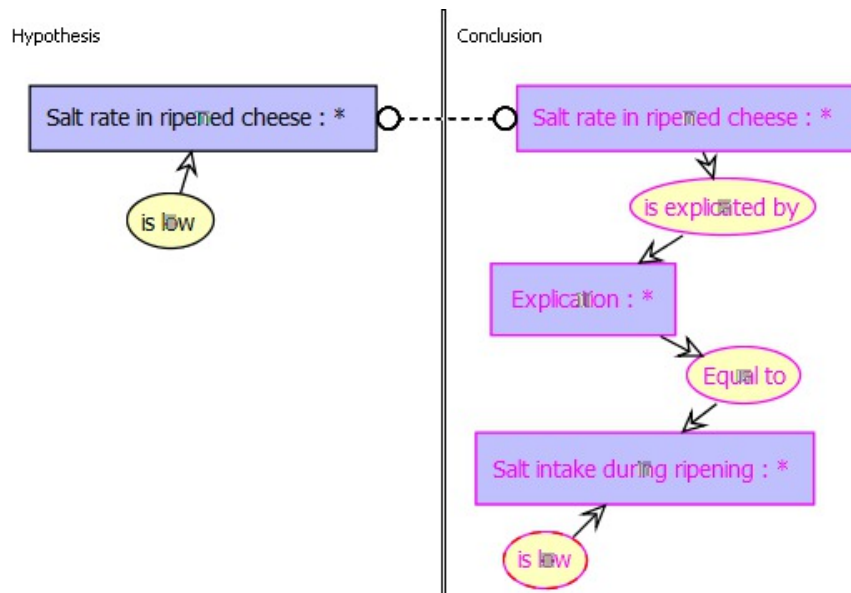 Hypothesis
Salt rate in ripened cheese : *
is low
Conclusion
Salt rate in ripened cheese : *
is explicated by
Explication : *
Equal to
Salt intake during ripening : *
is low